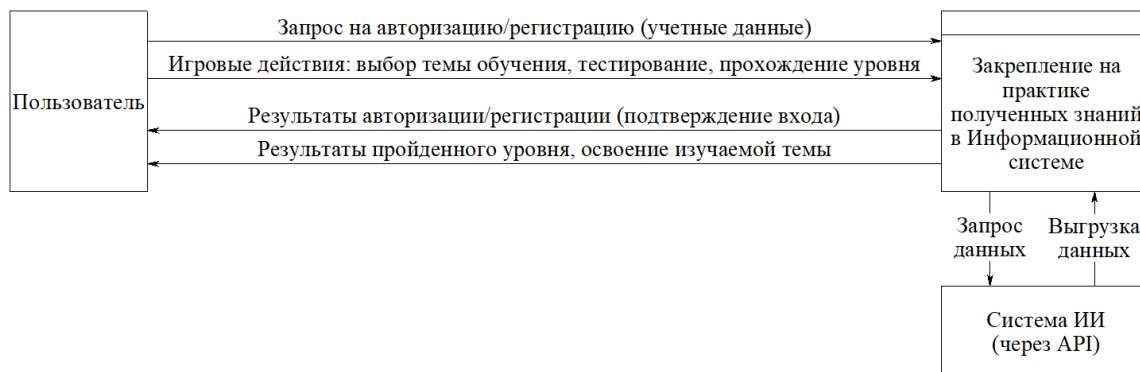 Запрос на авторизацию/регистрацию (учетные данные)
Игровые действия: выбор темы обучения, тестирование, прохождение уровня
Пользователь
Результаты авторизации/регистрации (подтверждение входа)
Результаты пройденного уровня, освоение изучаемой темы
Закрепление на
практике
полученных знаний
в Информационной
системе
Запрос
данных
Выгрузка
данных
Система ИИ
(через API)